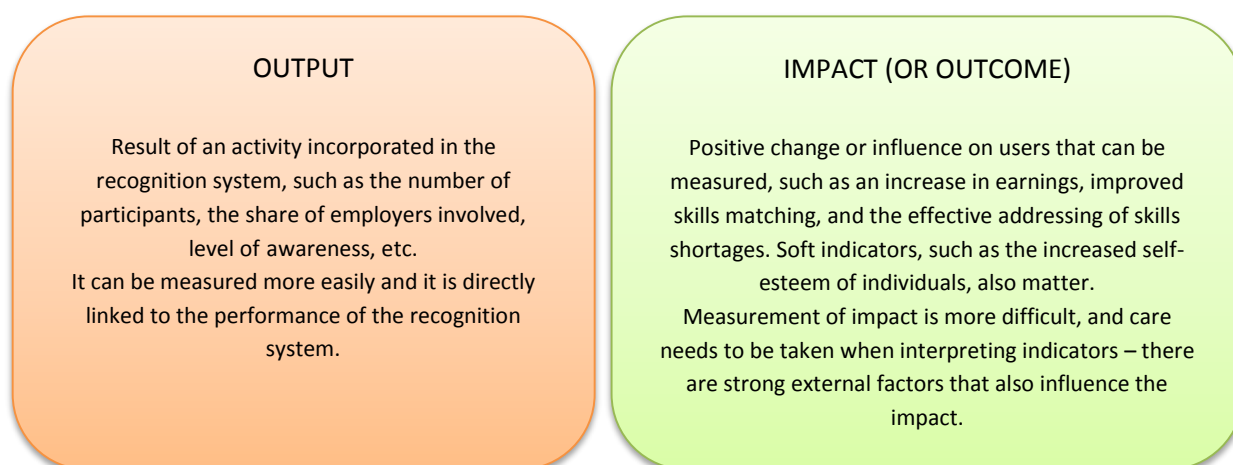 OUTPUT
Result of an activity incorporated in the
recognition system, such as the number of
participants, the share of employers involved,
level of awareness, etc.
It can be measured more easily and it is directly
linked to the performance of the recognition
system.
IMPACT (OR OUTCOME)
Positive change or influence on users that can be
measured, such as an increase in earnings, improved
skills matching, and the effective addressing of skills
shortages. Soft indicators, such as the increased self-
esteem of individuals, also matter.
Measurement of impact is more difficult, and care
needs to be taken when interpreting indicators – there
are strong external factors that also influence the
impact.